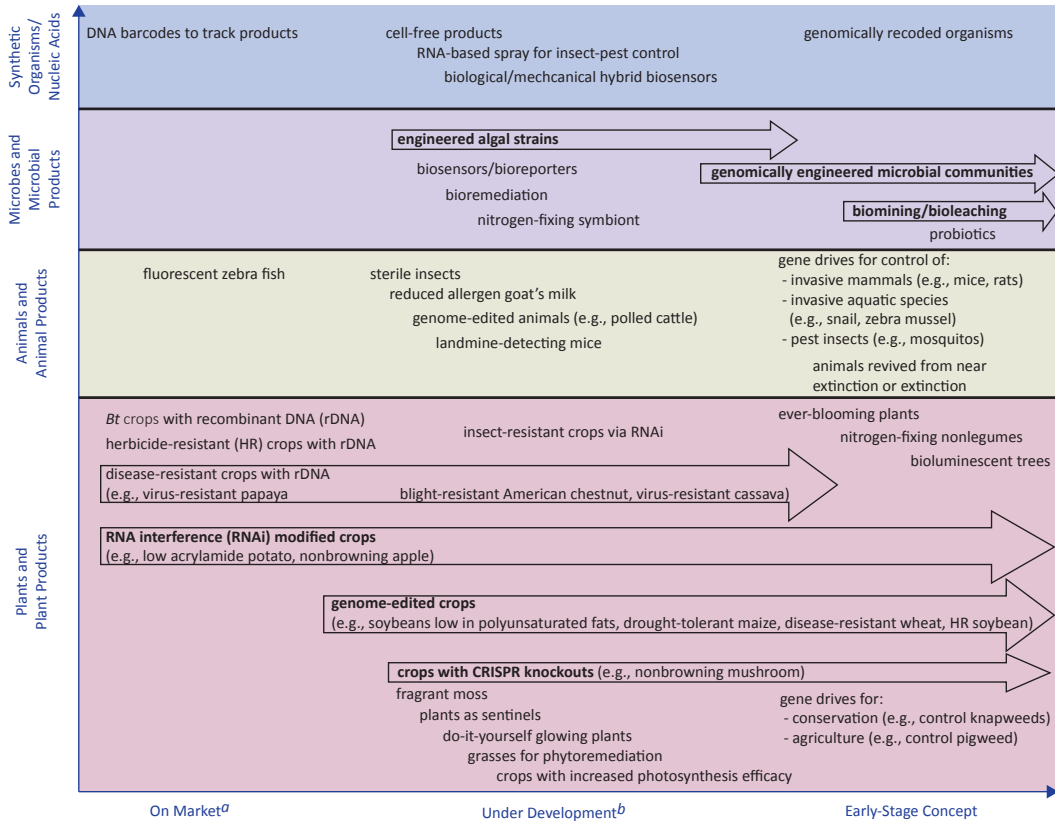 Synthetic
Organisms/
Nucleic Acids
DNA barcodes to track products
cell-free products
RNA-based spray for insect-pest control
biological/mechcanical hybrid biosensors
genomically recoded organisms
Microbes and
Microbial
Products
engineered algal strains
biosensors/bioreporters
bioremediation
nitrogen-fixing symbiont
genomically engineered microbial communities
biomining/bioleaching
probiotics
Animals and
Animal Products
fluorescent zebra fish
sterile insects
reduced allergen goat's milk
genome-edited animals (e.g., polled cattle)
landmine-detecting mice
gene drives for control of:
- invasive mammals (e.g., mice, rats)
- invasive aquatic species
(e.g., snail, zebra mussel)
- pest insects (e.g., mosquitos)
animals revived from near
extinction or extinction
Plants and
Plant Products
Bt crops with recombinant DNA (rDNA)
herbicide-resistant (HR) crops with rDNA
insect-resistant crops via RNAi
ever-blooming plants
nitrogen-fixing nonlegumes
bioluminescent trees
disease-resistant crops with rDNA
(e.g., virus-resistant papaya blight-resistant American chestnut, virus-resistant cassava)
RNA interference (RNAi) modified crops
(e.g., low acrylamide potato, nonbrowning apple)
genome-edited crops
(e.g., soybeans low in polyunsaturated fats, drought-tolerant maize, disease-resistant wheat, HR soybean)
crops with CRISPR knockouts (e.g., nonbrowning mushroom)
fragrant moss
plants as sentinels
do-it-yourself glowing plants
grasses for phytoremediation
crops with increased photosynthesis efficacy
gene drives for:
- conservation (e.g., control knapweeds)
- agriculture (e.g., control pigweed)
On Market a
Under Development b
Early-Stage Concept